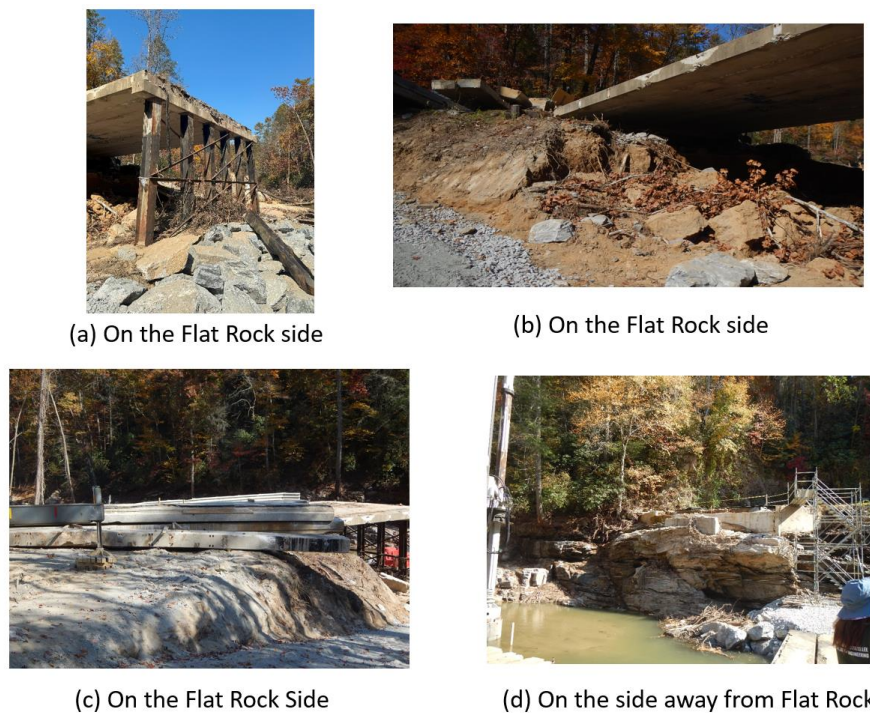 (a) On the Flat Rock side
(b) On the Flat Rock side
(c) On the Flat Rock Side
(d) On the side away from Flat Rock
ENGINEERING